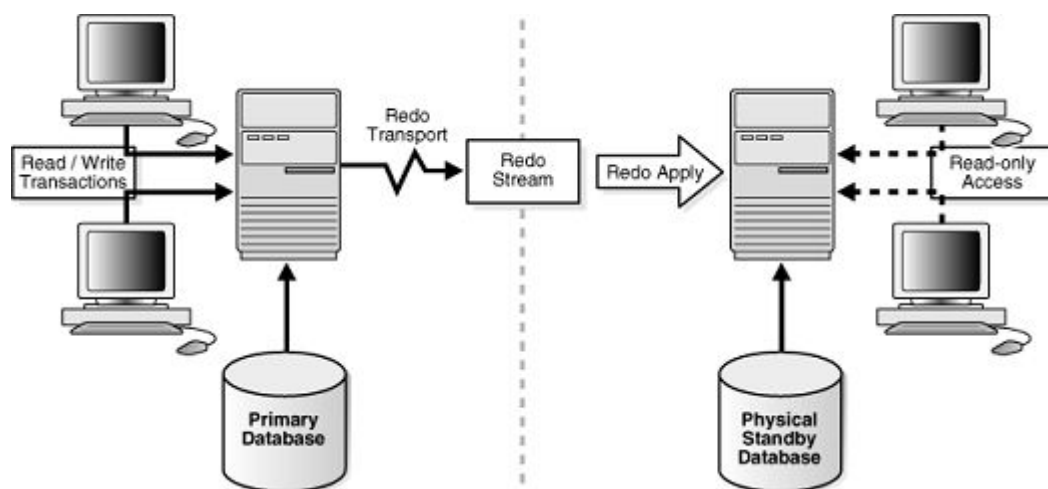 Read / Write
Transactions
Redo
Transport
Redo
Stream
Redo Apply
Read-only
Access
Primary
Database
Physical
Standby
Database